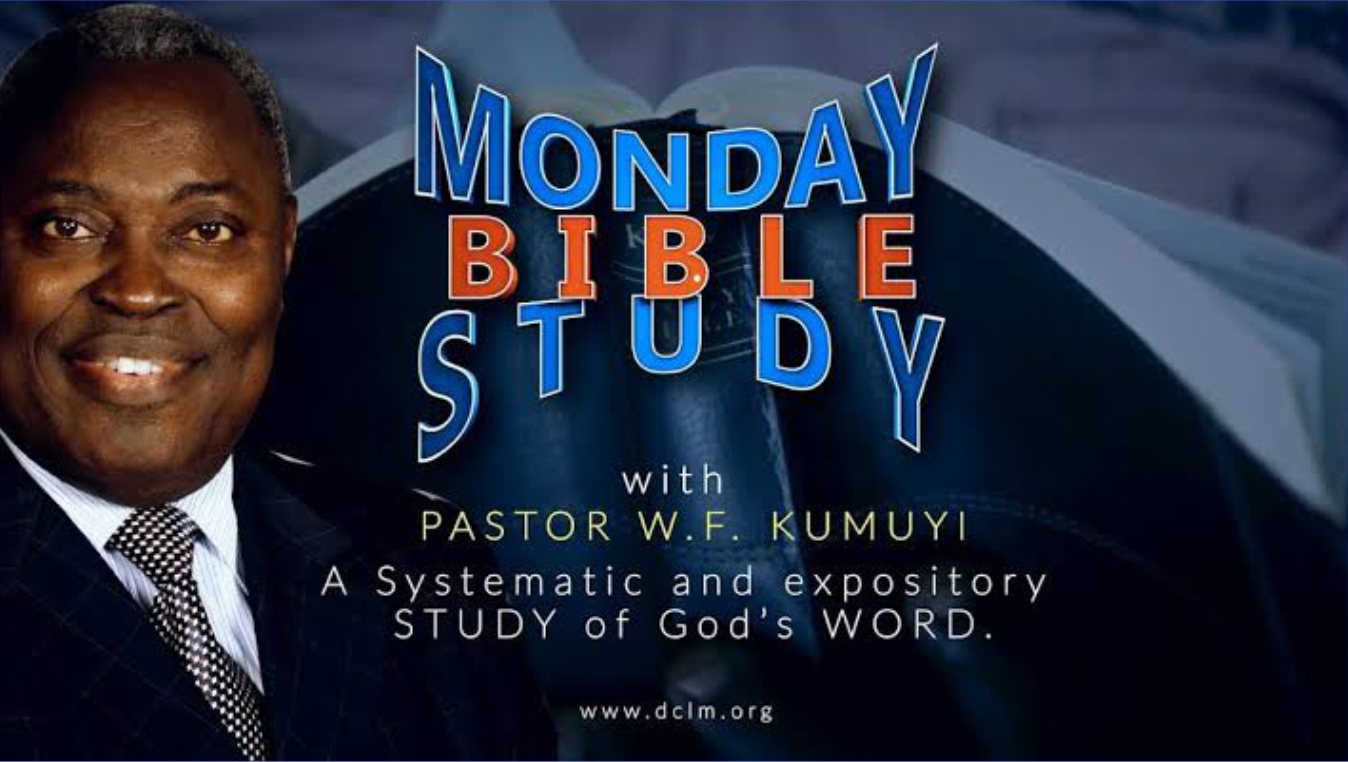 MONDAY
BIBLE
STUDY
with
PASTOR W.F. KUMUYI
A Systematic and expository
STUDY of God's WORD.
www.dclm.org